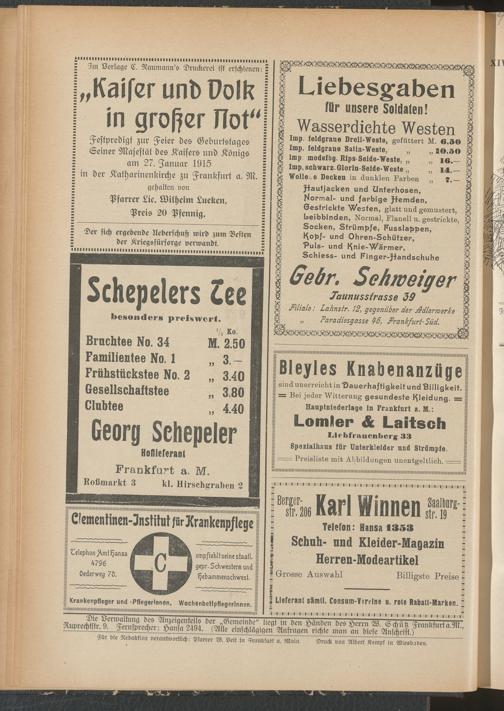 Im Verlage C. Naumann's Druckerei ist erschienen:
„Kaiser und Volk
in großer Not“
Festpredigt zur Feier des Geburtstages
Seiner Majestät des Kaisers und Königs
am 27. Januar 1915
in der Katharinenkirche zu Frankfurt a. M.
gehalten von
Pfarrer Lic. Wilhelm Lueken.
Preis 20 Pfennig.
Der sich ergebende Ueberschuß wird zum Besten
der Kriegsfürsorge verwandt.
Schepelers Tee
besonders preiswert.
½ Ko.
Bruchtee No. 34 M. 2.50
Familientee No. 1 „ 3.—
Frühstückstee No. 2 „ 3.40
Gesellschaftstee „ 3.80
Clubtee „ 4.40
Georg Schepeler
Hoflieferant
Frankfurt a. M.
Roßmarkt 3 kl. Hirschgraben 2
Clementinen-Institut für Krankenpflege
Telephon Amt Hansa
4796
Oederweg 70.
C
empfiehlt seine staatl.
gepr. Schwestern und
Hebammenschwest.
Krankenpfleger und -Pflegerinnen, Wochenbettpflegerinnen.
Liebesgaben
für unsere Soldaten!
Wasserdichte Westen
Imp. feldgraue Drell-Weste, gefüttert M. 6.50
Imp. feldgraue Satin-Weste, „ „ 10.50
Imp. modefbg. Rips-Seide-Weste, „ „ 16.—
Imp. schwarz. Gloria-Seide-Weste „ „ 14.—
Wollene Decken in dunklen Farben „ 7.—
Hautjacken und Unterhosen,
Normal- und farbige Hemden,
Gestrickte Westen, glatt und gemustert,
Leibbinden, Normal, Flanell u. gestrickte,
Socken, Strümpfe, Fusslappen,
Kopf- und Ohren-Schützer,
Puls- und Knie-Wärmer,
Schiess- und Finger-Handschuhe
Gebr. Schweiger
Taunusstrasse 39
Filiale: Lahnstr. 12, gegenüber der Adlerwerke
„ Paradiesgasse 46, Frankfurt-Süd.
Bleyles Knabenanzüge
sind unerreicht in Dauerhaftigkeit und Billigkeit.
Bei jeder Witterung gesundeste Kleidung.
Hauptniederlage in Frankfurt a. M.:
Lomler & Laitsch
Liebfrauenberg 33
Spezialhaus für Unterkleider und Strümpfe.
Preisliste mit Abbildungen unentgeltlich.
Berger-
str. 206
Karl Winnen
Saalburg-
str. 19
Telefon: Hansa 1353
Schuh- und Kleider-Magazin
Herren-Modeartikel
Grosse Auswahl Billigste Preise
Lieferant sämtl. Consum-Vereine u. rote Rabatt-Marken.
Die Verwaltung des Anzeigenteils der „Gemeinde“ liegt in den Händen des Herrn W. Schütz Frankfurt a.M.,
Ruprechtstr. 9. Fernsprecher: Hansa 2494. (Alle einschlägigen Anfragen richte man an diese Anschrift.)
Für die Redaktion verantwortlich: Pfarrer W. Veit in Frankfurt a. Main. Druck von Albert Kempf in Wiesbaden.
XIV